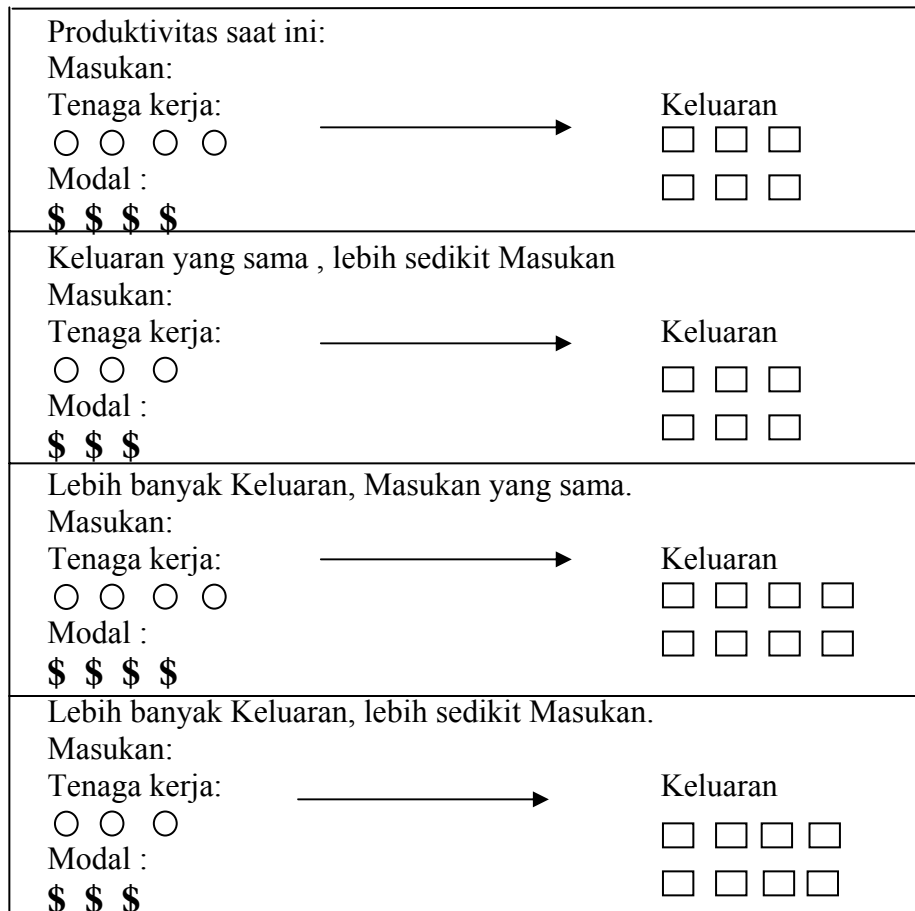 Produktivitas saat ini:
Masukan:
Tenaga kerja: Keluaran
Modal :
$ $ $ $
Keluaran yang sama , lebih sedikit Masukan
Masukan:
Tenaga kerja: Keluaran
Modal :
$ $ $
Lebih banyak Keluaran, Masukan yang sama.
Masukan:
Tenaga kerja: Keluaran
Modal :
$ $ $ $
Lebih banyak Keluaran, lebih sedikit Masukan.
Masukan:
Tenaga kerja: Keluaran
Modal :
$ $ $